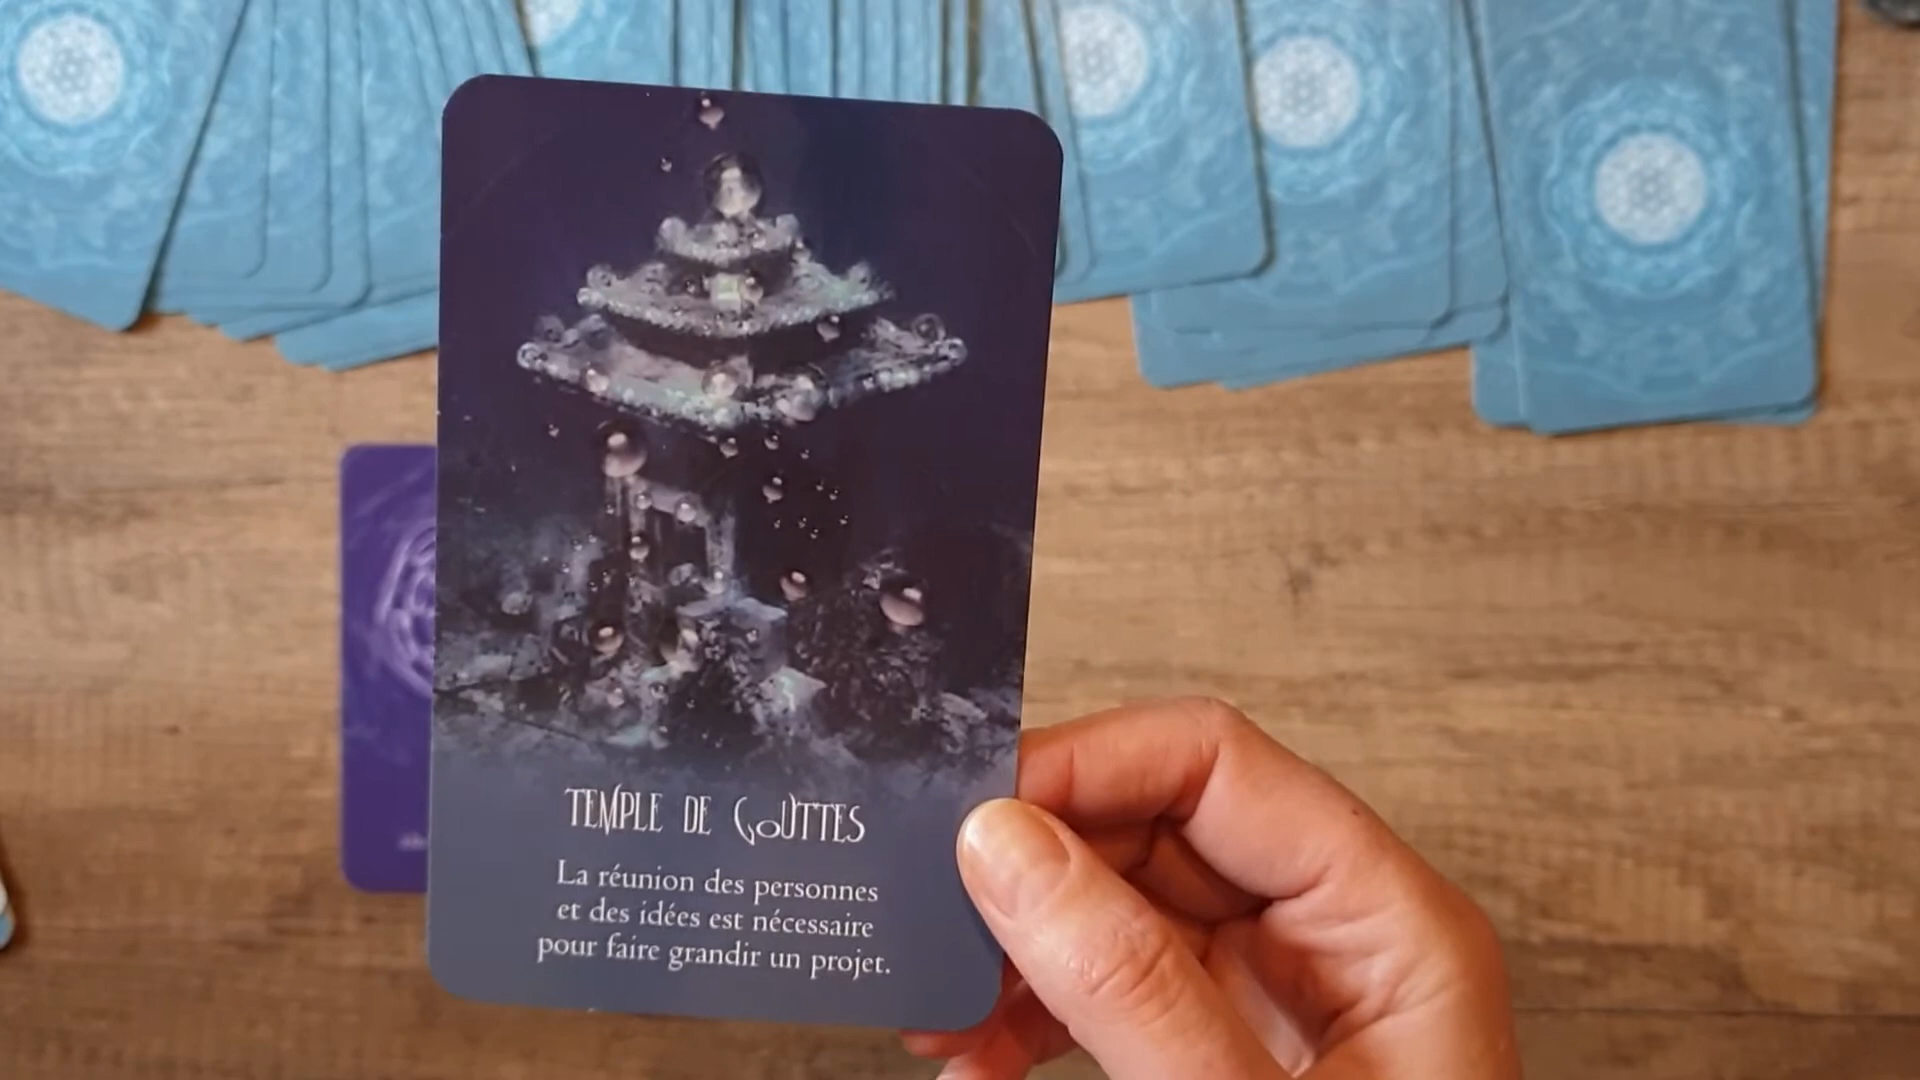 TEMPLE DE GOUTTES
La réunion des personnes
et des idées est nécessaire
pour faire grandir un projet.